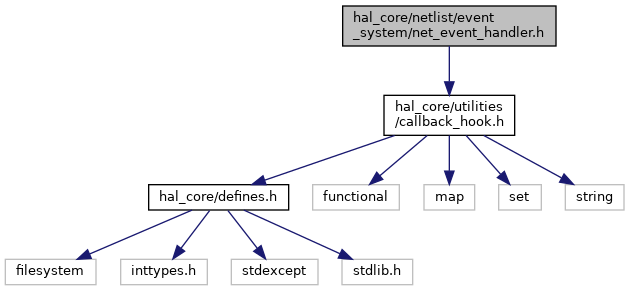 hal_core/netlist/event
_system/net_event_handler.h
hal_core/utilities
/callback_hook.h
hal_core/defines.h
functional
map
set
string
filesystem
inttypes.h
stdexcept
stdlib.h